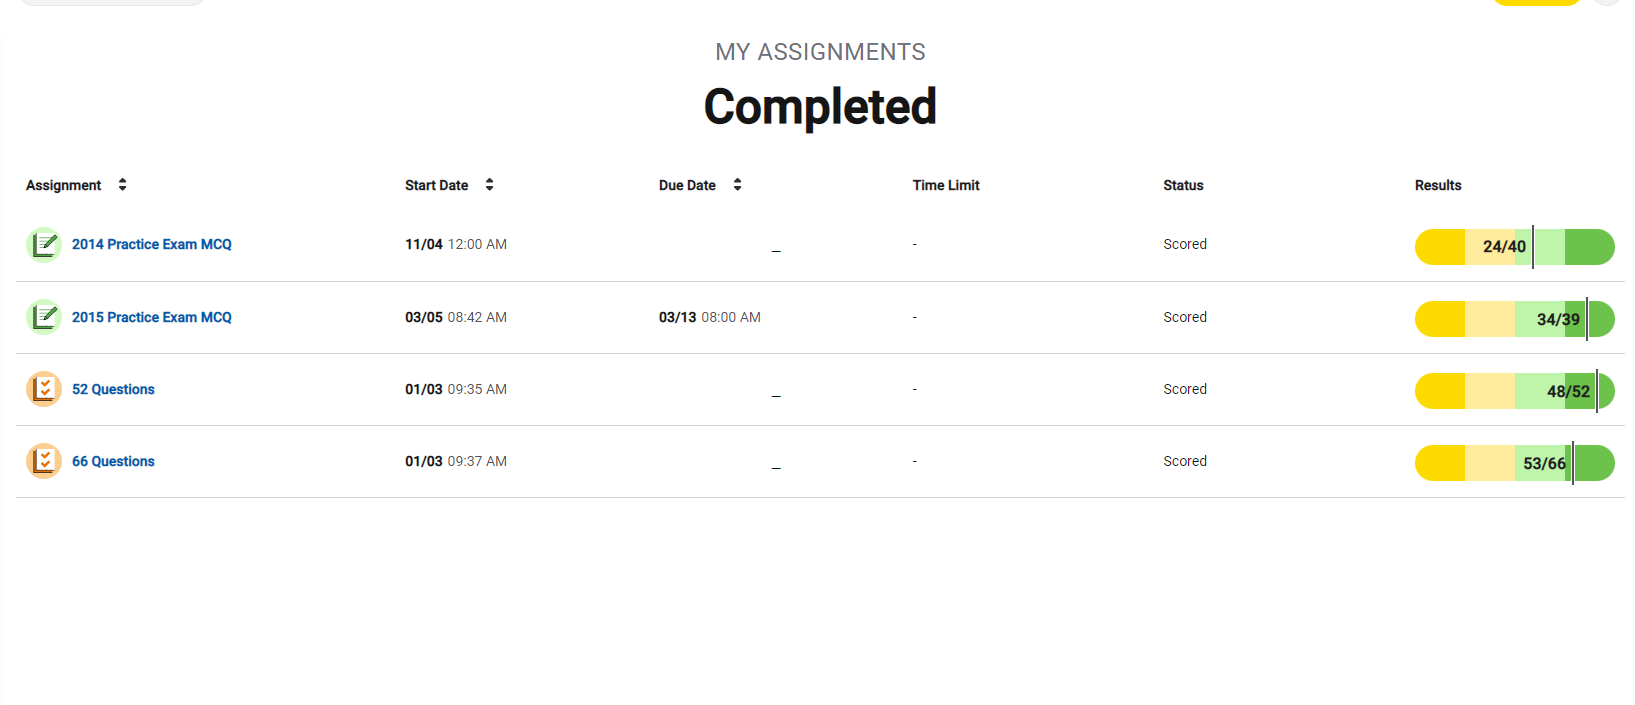 MY ASSIGNMENTS
Completed
Assignment Start Date Due Date Time Limit Status Results
2014 Practice Exam MCQ 11/04 12:00 AM _ - Scored 24/40
2015 Practice Exam MCQ 03/05 08:42 AM 03/13 08:00 AM - Scored 34/39
52 Questions 01/03 09:35 AM _ - Scored 48/52
66 Questions 01/03 09:37 AM _ - Scored 53/66